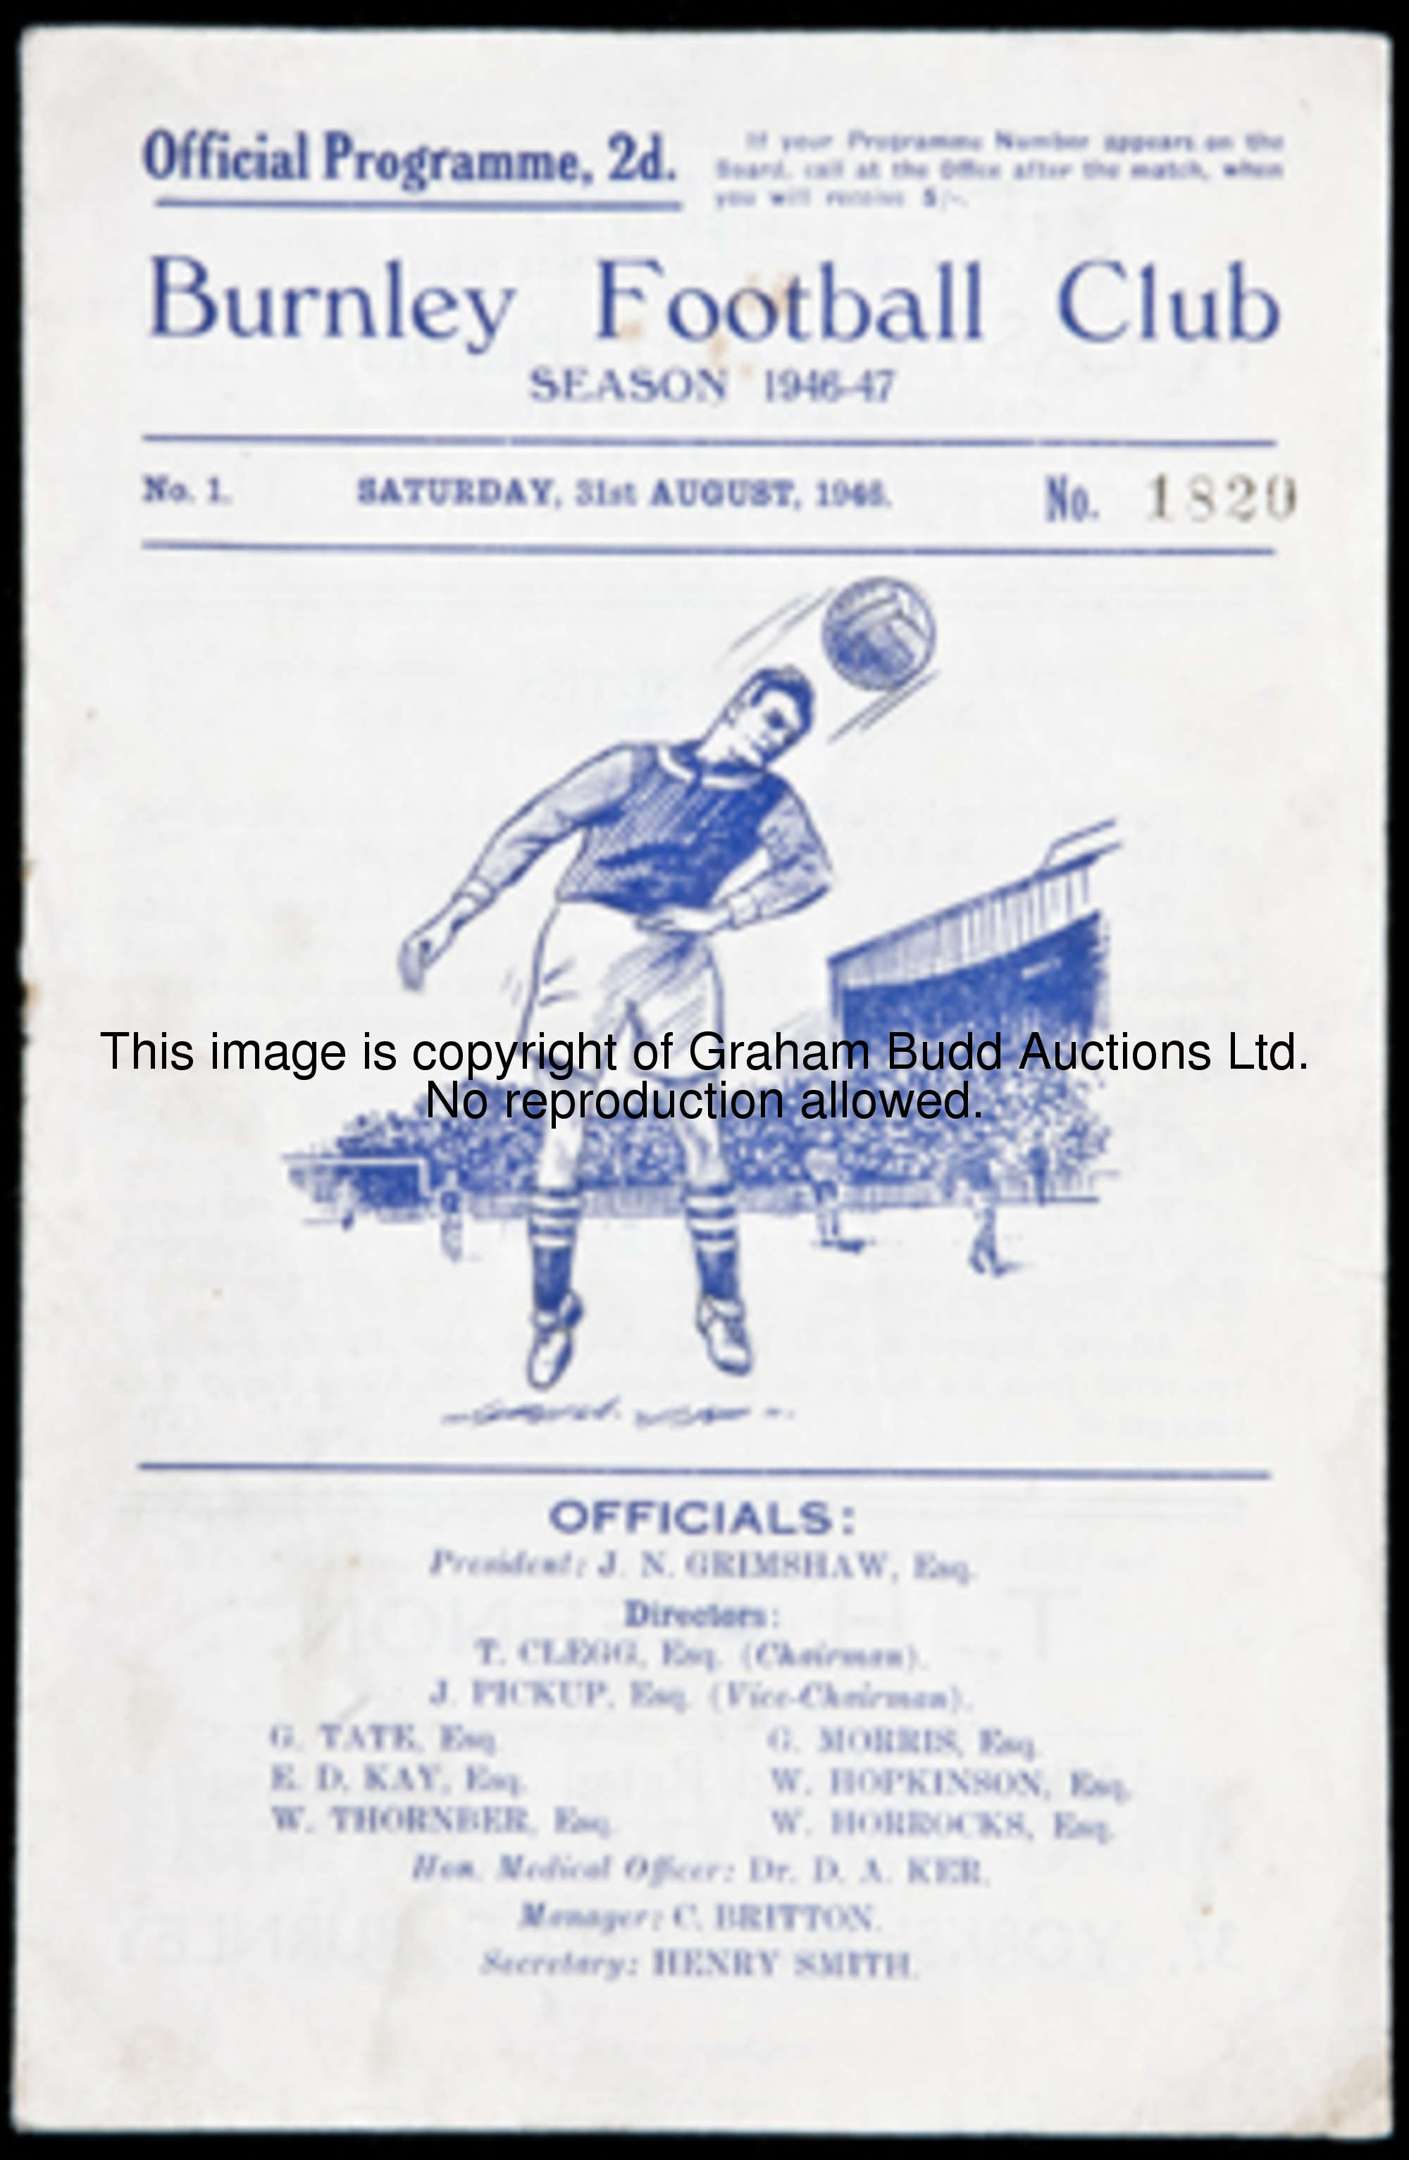 Official Programme, 2d.
If your Programme Number appears on the
Board, call at the Office after the match, when
you will receive 5/-.
Burnley Football Club
SEASON 1946-47
No. 1. SATURDAY, 31st AUGUST, 1946. No. 1820
This image is copyright of Graham Budd Auctions Ltd.
No reproduction allowed.
OFFICIALS:
President: J. N. GRIMSHAW, Esq.
Directors:
T. CLEGG, Esq. (Chairman).
J. PICKUP, Esq. (Vice-Chairman).
G. TATE, Esq. G. MORRIS, Esq.
E. D. KAY, Esq. W. HOPKINSON, Esq.
W. THORNBER, Esq. W. HORROCKS, Esq.
Hon. Medical Officer: Dr. D. A. KER.
Manager: C. BRITTON.
Secretary: HENRY SMITH.